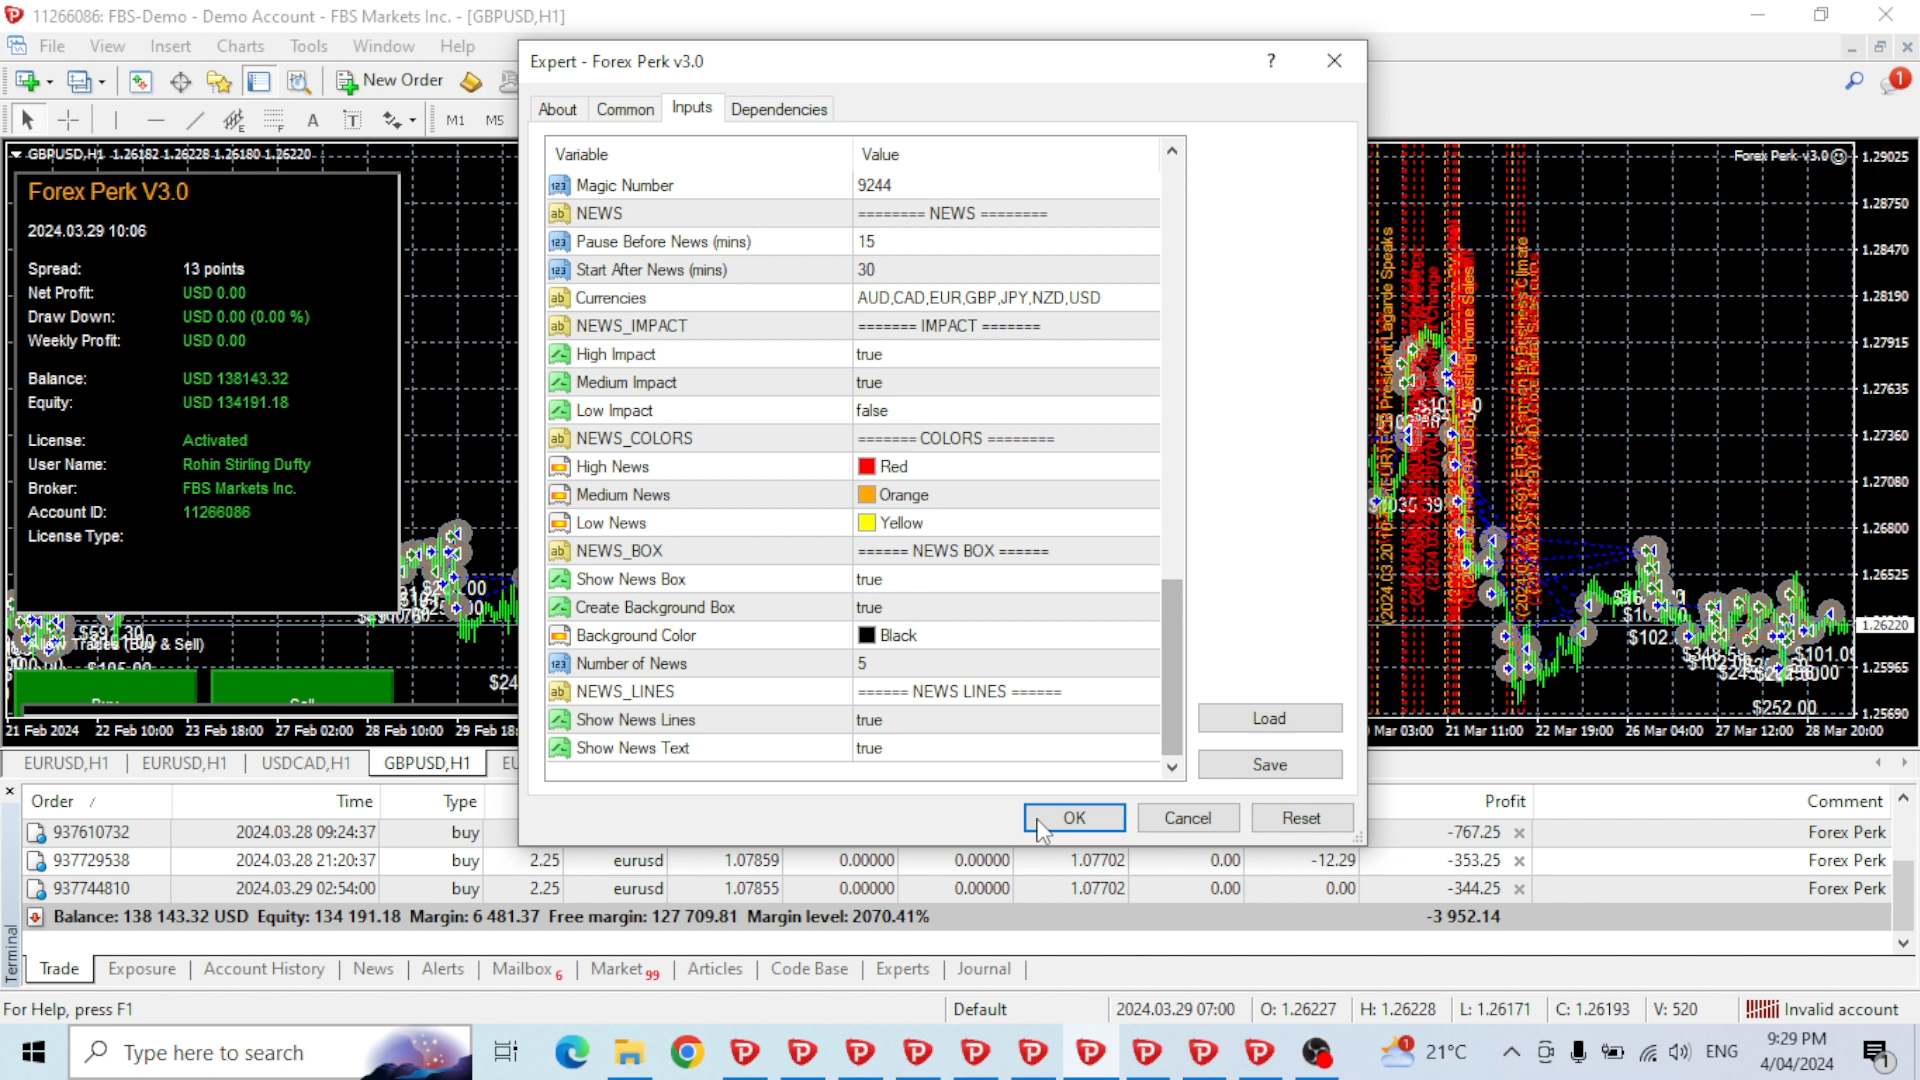 11266086: FBS-Demo - Demo Account - FBS Markets Inc. - [GBPUSD,H1]
File View Insert Charts Tools Window Help
New Order
1
A T M1 M5
GBPUSD,H1 1.26182 1.26228 1.26180 1.26220
Forex Perk V3.0
2024.03.29 10:06
Spread: 13 points
Net Profit: USD 0.00
Draw Down: USD 0.00 (0.00 %)
Weekly Profit: USD 0.00
Balance: USD 138143.32
Equity: USD 134191.18
License: Activated
User Name: Rohin Stirling Dufty
Broker: FBS Markets Inc.
Account ID: 11266086
License Type:
(Buy & Sell)
21 Feb 2024 22 Feb 10:00 23 Feb 18:00 27 Feb 02:00 28 Feb 10:00 29 Feb 18:
Expert - Forex Perk v3.0
About Common Inputs Dependencies
Variable Value
Magic Number 9244
NEWS ======== NEWS ========
Pause Before News (mins) 15
Start After News (mins) 30
Currencies AUD,CAD,EUR,GBP,JPY,NZD,USD
NEWS_IMPACT ======= IMPACT =======
High Impact true
Medium Impact true
Low Impact false
NEWS_COLORS ======= COLORS ========
High News Red
Medium News Orange
Low News Yellow
NEWS_BOX ====== NEWS BOX ======
Show News Box true
Create Background Box true
Background Color Black
Number of News 5
NEWS_LINES ====== NEWS LINES ======
Show News Lines true
Show News Text true
Load
Save
OK Cancel Reset
Forex Perk v3.0
1.29025
1.28750
1.28470
1.28190
1.27915
1.27635
1.27360
1.27080
1.26800
1.26525
1.26220
1.25965
1.25690
$252.00
Mar 03:00 21 Mar 11:00 22 Mar 19:00 26 Mar 04:00 27 Mar 12:00 28 Mar 20:00
EURUSD,H1 EURUSD,H1 USDCAD,H1 GBPUSD,H1 EU
Order / Time Type Profit Comment
937610732 2024.03.28 09:24:37 buy -767.25 Forex Perk
937729538 2024.03.28 21:20:37 buy 2.25 eurusd 1.07859 0.00000 0.00000 1.07702 0.00 -12.29 -353.25 Forex Perk
937744810 2024.03.29 02:54:00 buy 2.25 eurusd 1.07855 0.00000 0.00000 1.07702 0.00 0.00 -344.25 Forex Perk
Balance: 138 143.32 USD Equity: 134 191.18 Margin: 6 481.37 Free margin: 127 709.81 Margin level: 2070.41% -3 952.14
Terminal
Trade Exposure Account History News Alerts Mailbox 6 Market 99 Articles Code Base Experts Journal
For Help, press F1 Default 2024.03.29 07:00 O: 1.26227 H: 1.26228 L: 1.26171 C: 1.26193 V: 520 Invalid account
Type here to search 1 21°C ENG 9:29 PM 4/04/2024 1